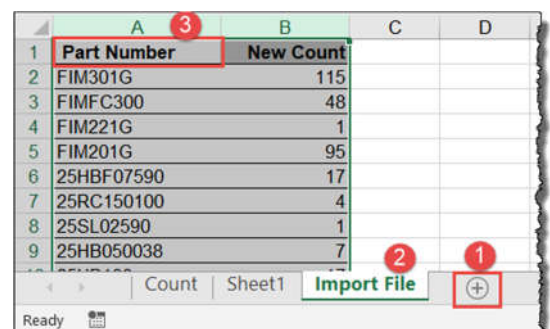 A 3 B C D
1 Part Number New Count
2 FIM301G 115
3 FIMFC300 48
4 FIM221G 1
5 FIM201G 95
6 25HBF07590 17
7 25RC150100 4
8 25SL02590 1
9 25HB050038 7
2 1
Count Sheet1 Import File
Ready